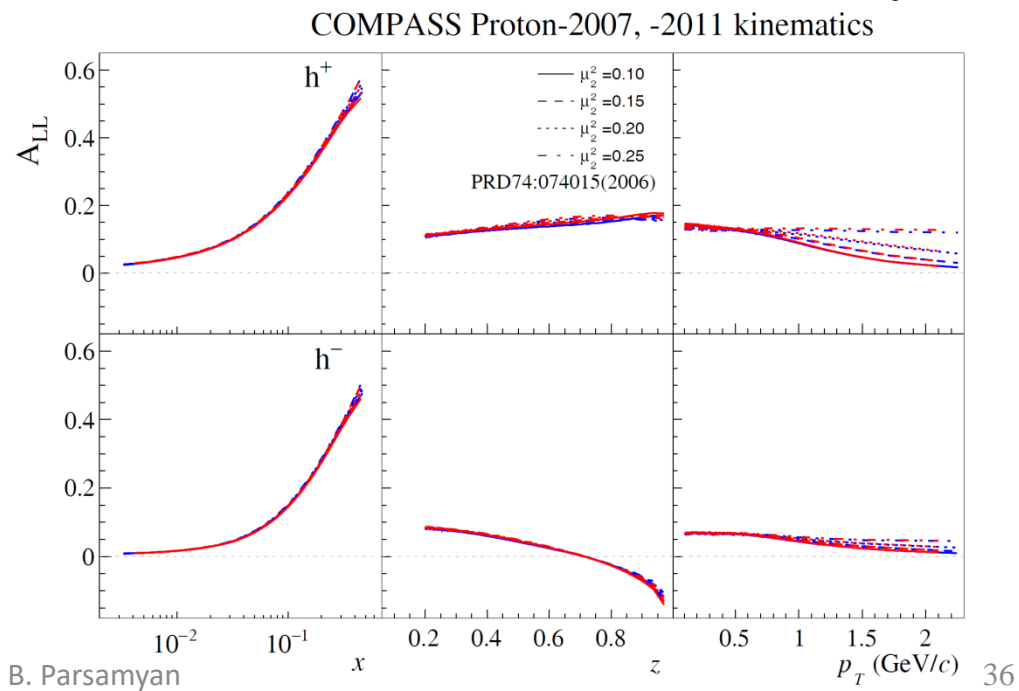 COMPASS Proton-2007, -2011 kinematics
A_LL
0.6
0.4
0.2
0
h⁺
μ₂² =0.10
μ₂² =0.15
μ₂² =0.20
μ₂² =0.25
PRD74:074015(2006)
0.6
0.4
0.2
0
h⁻
10⁻² 10⁻¹ 0.2 0.4 0.6 0.8 0.5 1 1.5 2
x z p_T (GeV/c)
B. Parsamyan 36